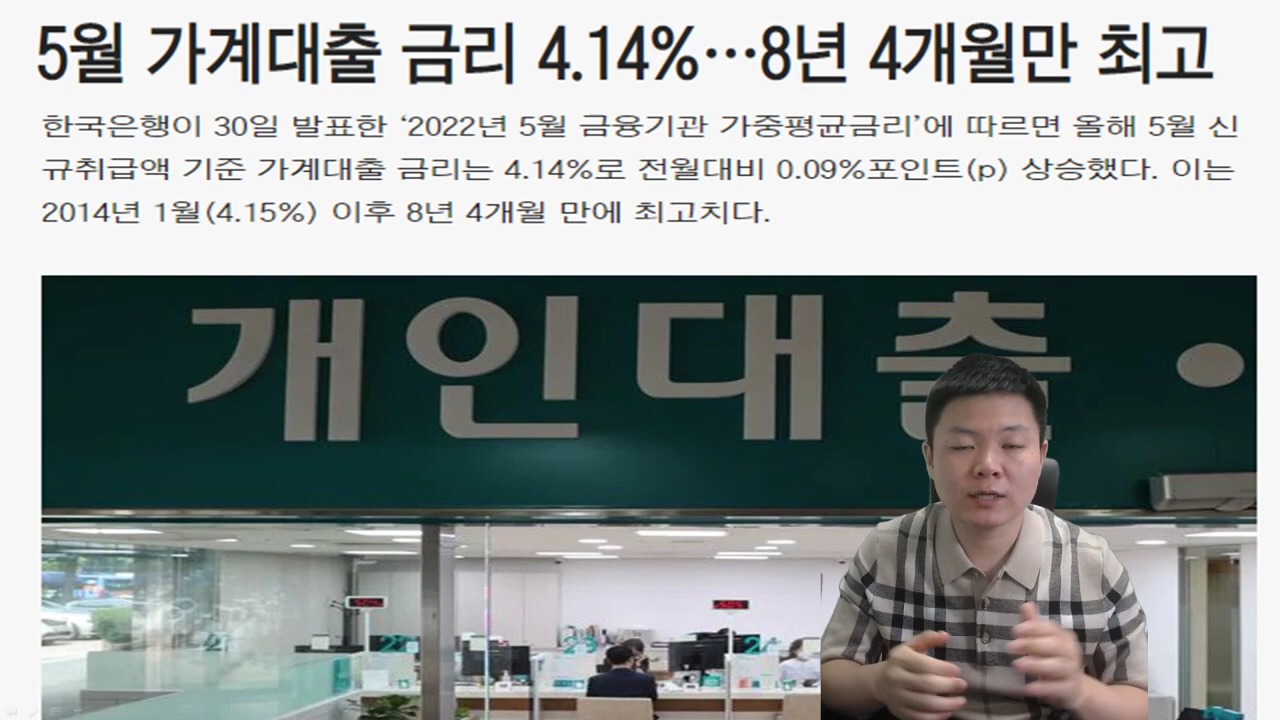 5월 가계대출 금리 4.14%…8년 4개월만 최고
한국은행이 30일 발표한 ‘2022년 5월 금융기관 가중평균금리’에 따르면 올해 5월 신
규취급액 기준 가계대출 금리는 4.14%로 전월대비 0.09%포인트(p) 상승했다. 이는
2014년 1월(4.15%) 이후 8년 4개월 만에 최고치다.
개인대출 •